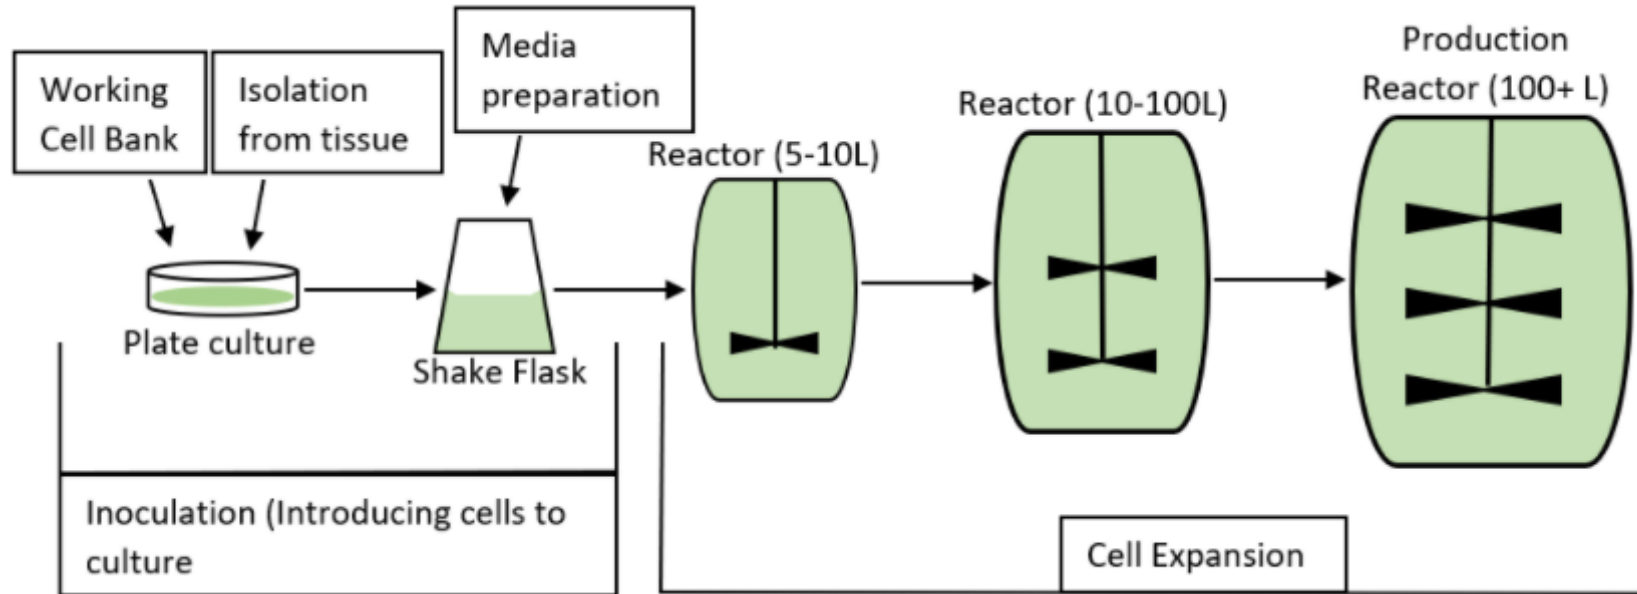 Working
Cell Bank
Isolation
from tissue
Media
preparation
Reactor (5-10L)
Reactor (10-100L)
Production
Reactor (100+ L)
Plate culture
Shake Flask
Inoculation (Introducing cells to
culture
Cell Expansion